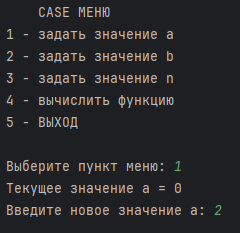 CASE МЕНЮ
1 - задать значение a
2 - задать значение b
3 - задать значение n
4 - вычислить функцию
5 - ВЫХОД
Выберите пункт меню: 1
Текущее значение a = 0
Введите новое значение a: 2